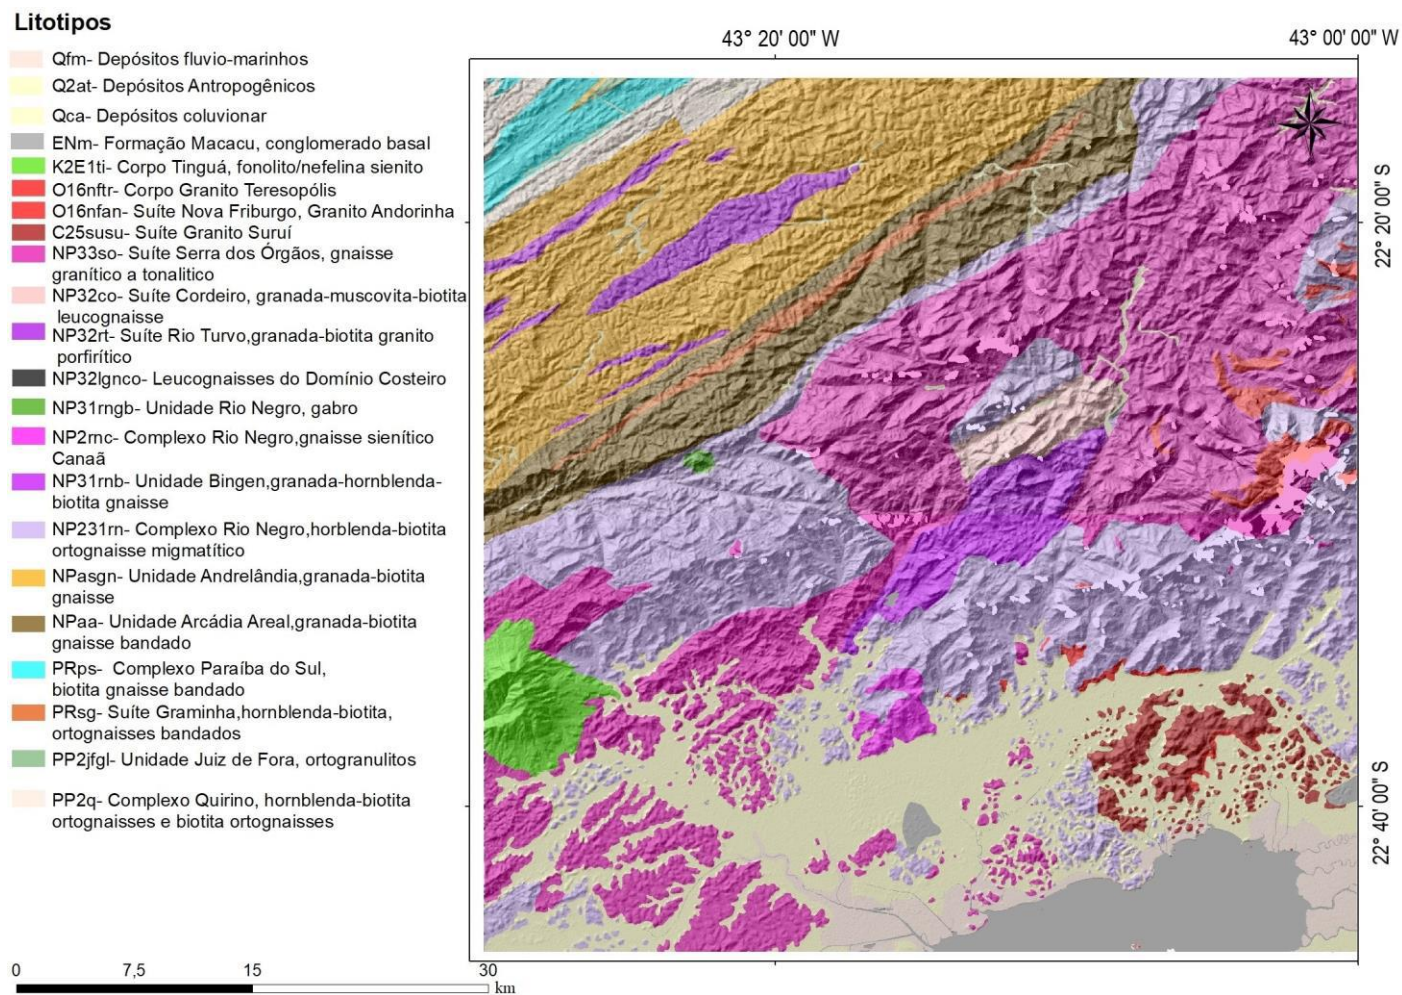 Litotipos
Qfm- Depósitos fluvio-marinhos
Q2at- Depósitos Antropogênicos
Qca- Depósitos coluvionar
ENm- Formação Macacu, conglomerado basal
K2E1ti- Corpo Tinguá, fonolito/nefelina sienito
O16nftr- Corpo Granito Teresopólis
O16nfan- Suíte Nova Friburgo, Granito Andorinha
C25susu- Suíte Granito Suruí
NP33so- Suíte Serra dos Órgãos, gnaisse
granítico a tonalitico
NP32co- Suíte Cordeiro, granada-muscovita-biotita
leucognaisse
NP32rt- Suíte Rio Turvo,granada-biotita granito
porfirítico
NP32lgnco- Leucognaisses do Domínio Costeiro
NP31rngb- Unidade Rio Negro, gabro
NP2rnc- Complexo Rio Negro,gnaisse sienítico
Canaã
NP31rnb- Unidade Bingen,granada-hornblenda-
biotita gnaisse
NP231rn- Complexo Rio Negro,horblenda-biotita
ortognaisse migmatítico
NPasgn- Unidade Andrelândia,granada-biotita
gnaisse
NPaa- Unidade Arcádia Areal,granada-biotita
gnaisse bandado
PRps- Complexo Paraíba do Sul,
biotita gnaisse bandado
PRsg- Suíte Graminha,hornblenda-biotita,
ortognaisses bandados
PP2jfgl- Unidade Juiz de Fora, ortogranulitos
PP2q- Complexo Quirino, hornblenda-biotita
ortognaisses e biotita ortognaisses
0 7,5 15 30
km
43° 20' 00" W
43° 00' 00" W
22° 20' 00" S
22° 40' 00" S